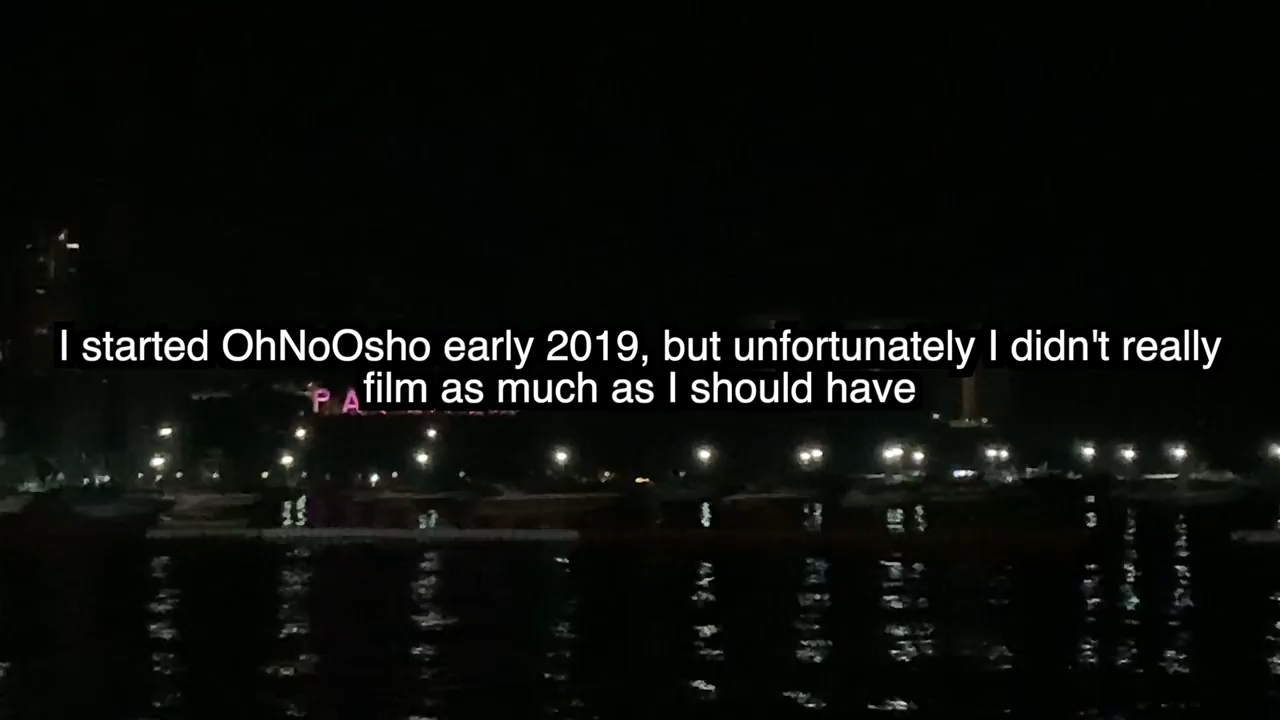 I started OhNoOsho early 2019, but unfortunately I didn't really
film as much as I should have